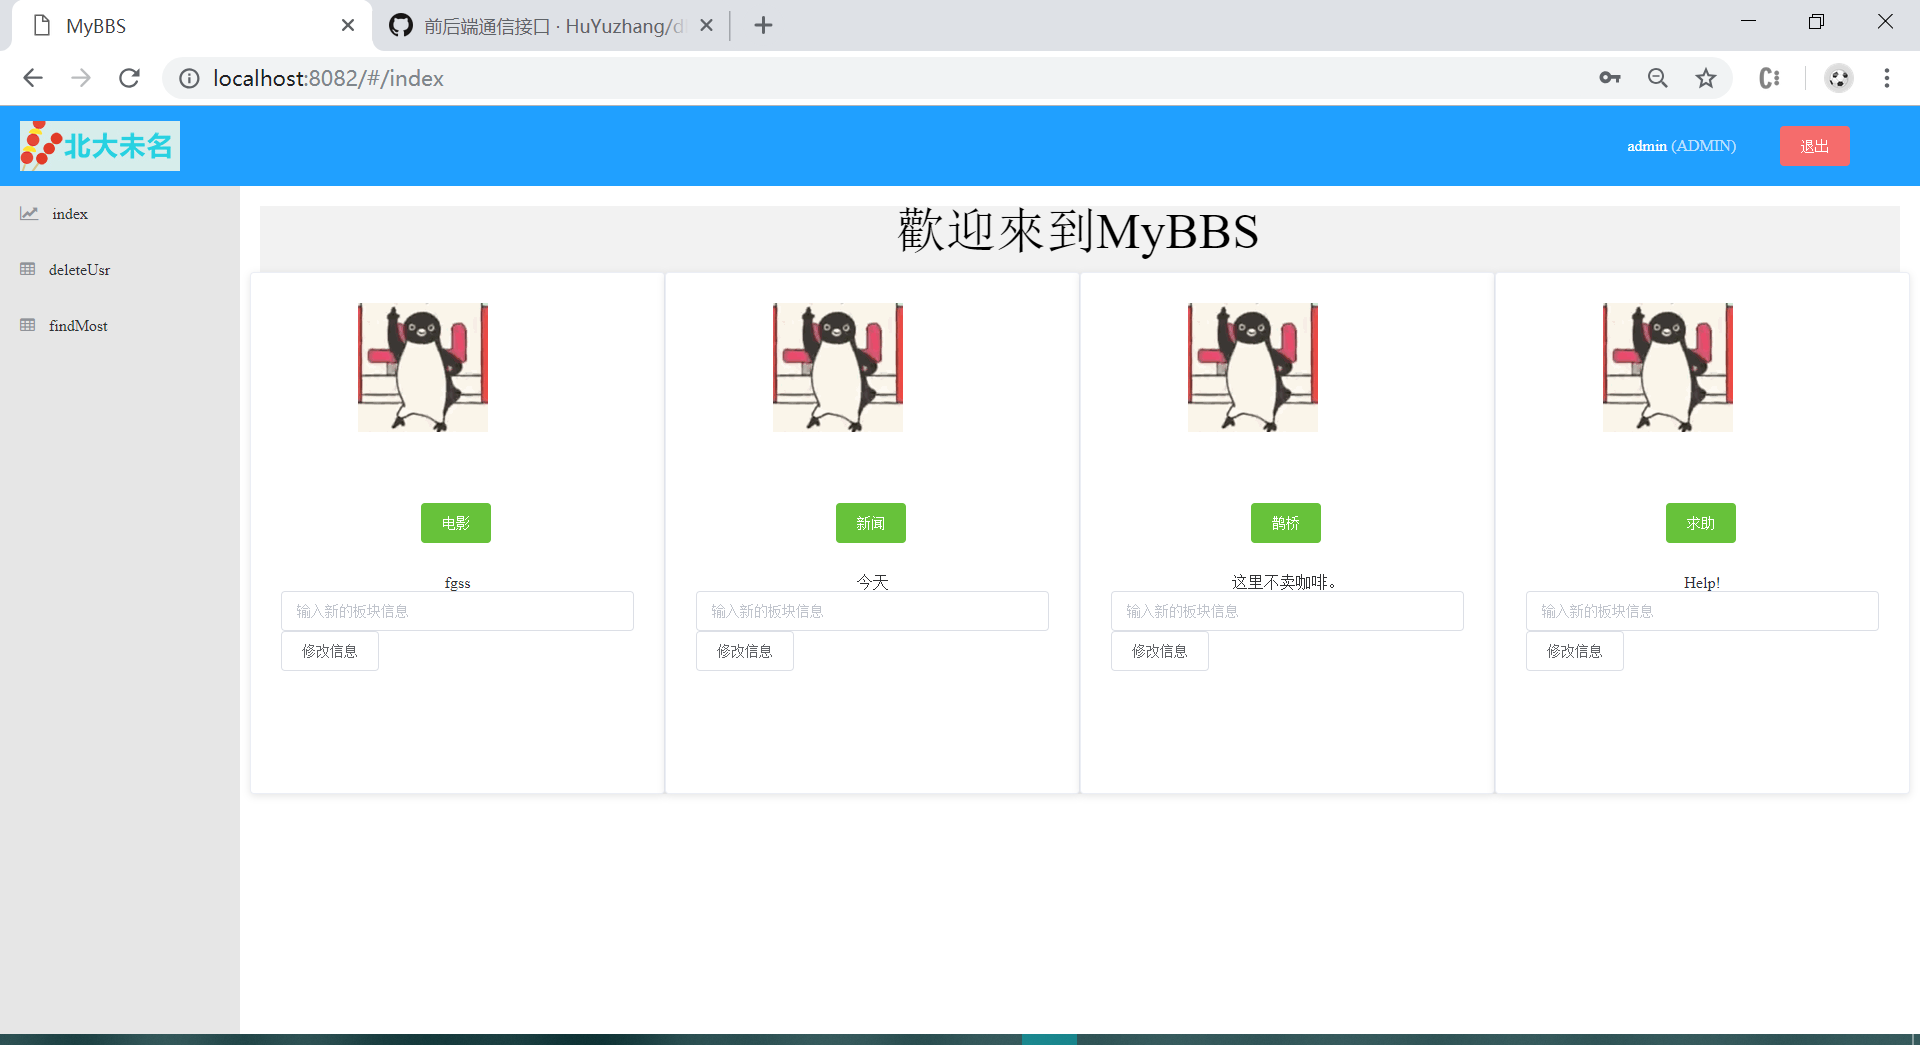 MyBBS
前后端通信接口 · HuYuzhang/d
localhost:8082/#/index
北大未名
admin (ADMIN)
退出
index
deleteUsr
findMost
歡迎來到MyBBS
电影
新闻
鹊桥
求助
fgss
今天
这里不卖咖啡。
Help!
输入新的板块信息
输入新的板块信息
输入新的板块信息
输入新的板块信息
修改信息
修改信息
修改信息
修改信息